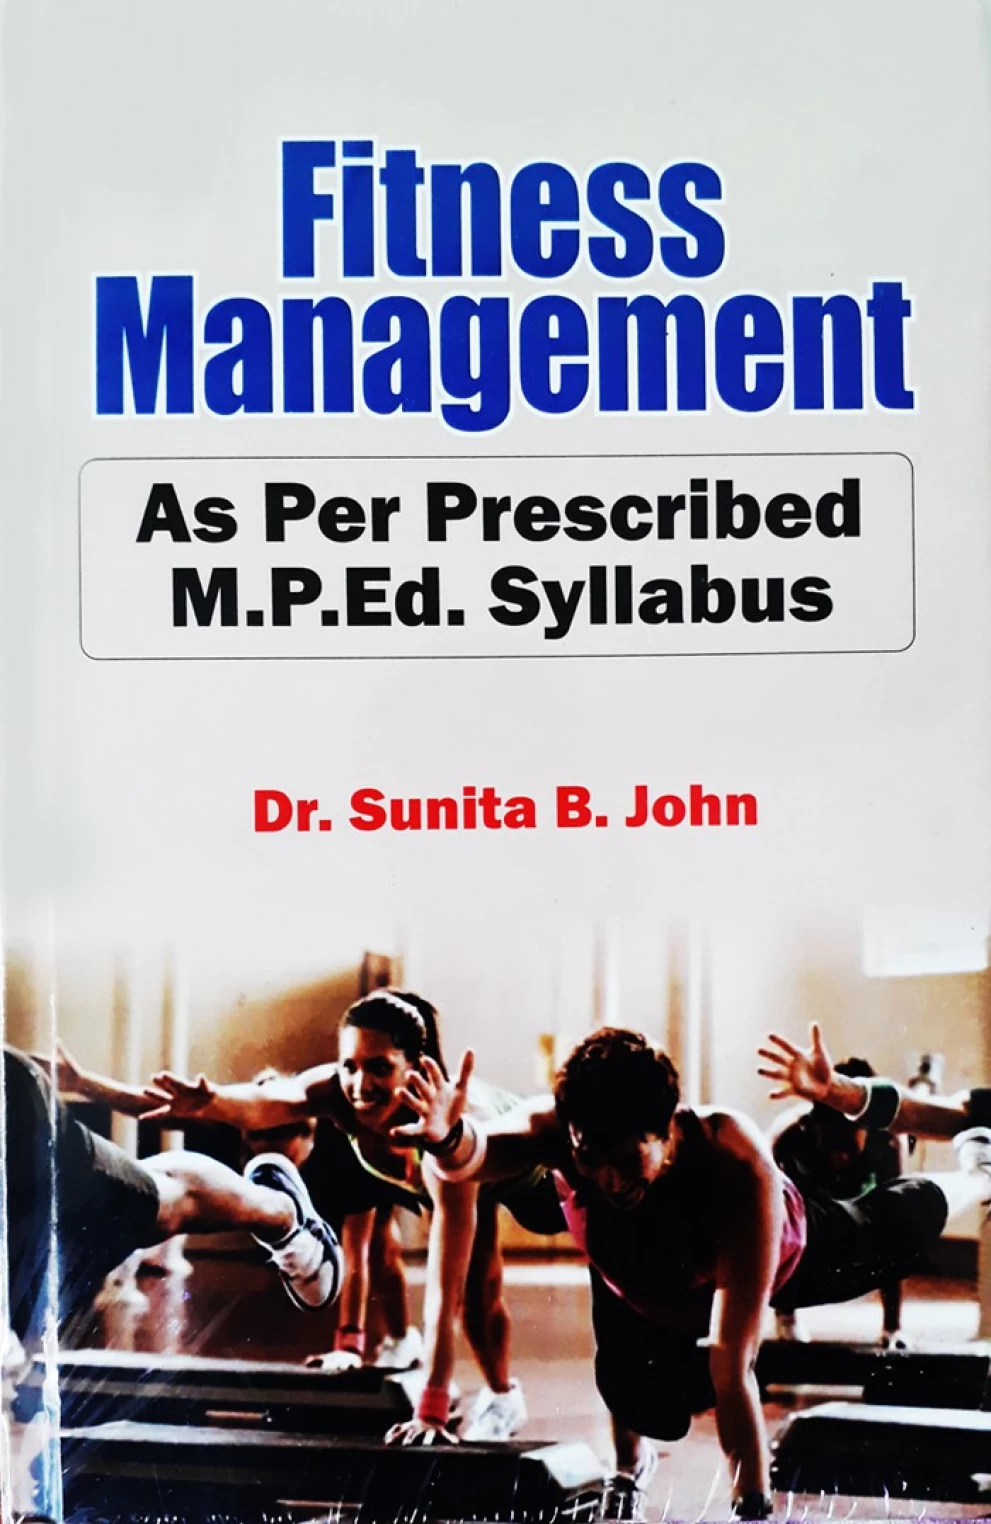 Fitness
Management
As Per Prescribed
M.P.Ed. Syllabus
Dr. Sunita B. John